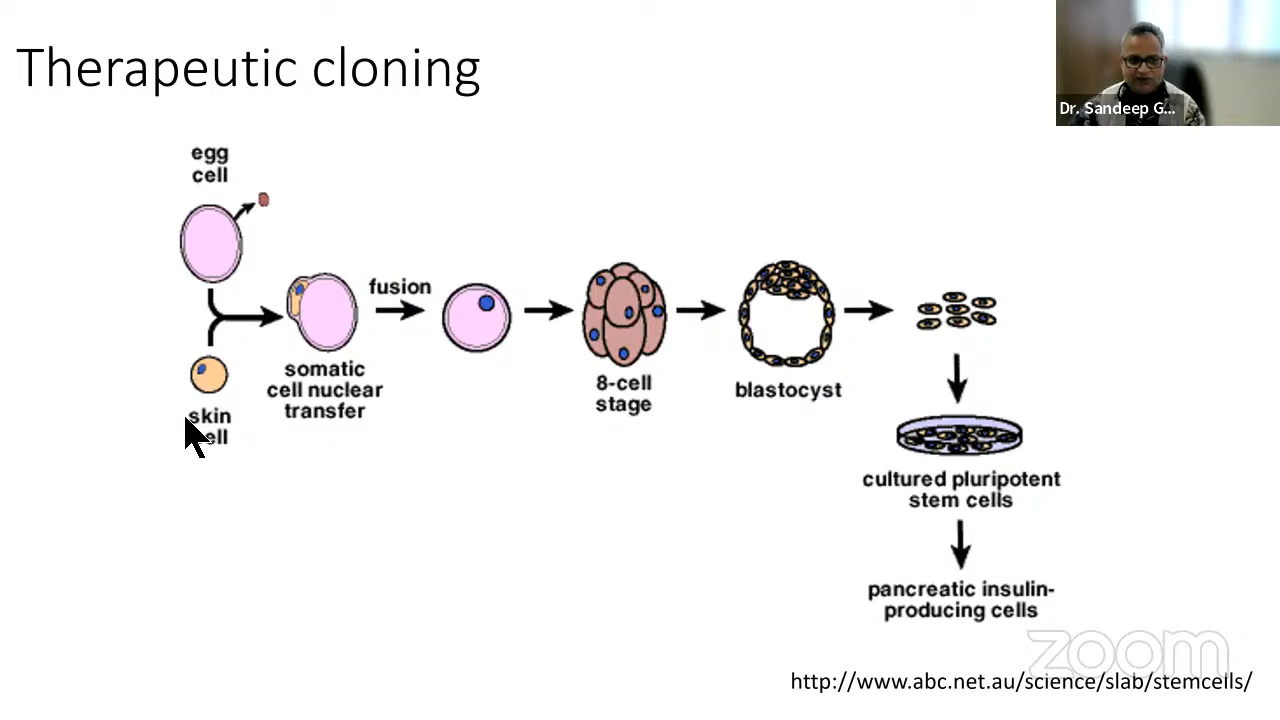 Therapeutic cloning
Dr. Sandeep G...
egg
cell
fusion
somatic
cell nuclear
transfer
skin
8-cell
stage
blastocyst
cultured pluripotent
stem cells
pancreatic insulin-
producing cells
zoom
http://www.abc.net.au/science/slab/stemcells/